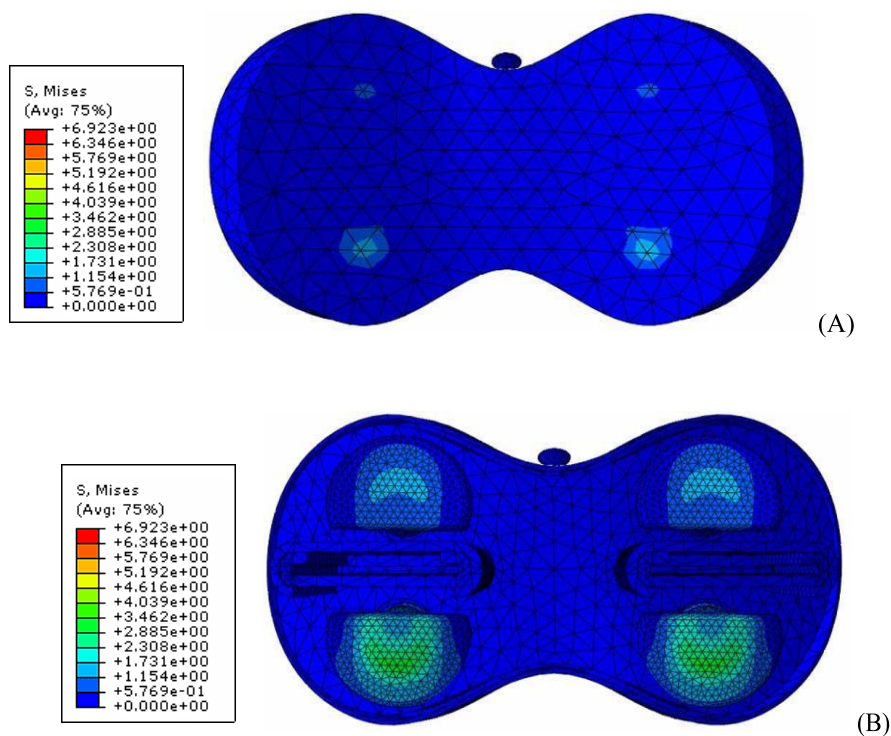 S, Mises
(Avg: 75%)
+6.923e+00
+6.346e+00
+5.769e+00
+5.192e+00
+4.616e+00
+4.039e+00
+3.462e+00
+2.885e+00
+2.308e+00
+1.731e+00
+1.154e+00
+5.769e-01
+0.000e+00
(A)
S, Mises
(Avg: 75%)
+6.923e+00
+6.346e+00
+5.769e+00
+5.192e+00
+4.616e+00
+4.039e+00
+3.462e+00
+2.885e+00
+2.308e+00
+1.731e+00
+1.154e+00
+5.769e-01
+0.000e+00
(B)